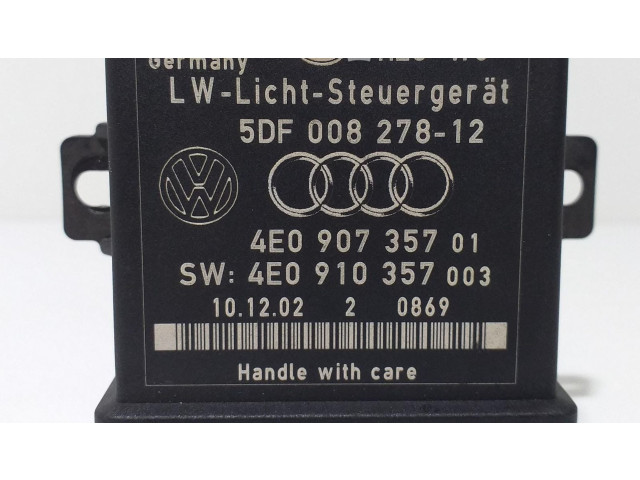 Germany
LW-Licht-Steuergerät
5DF 008 278-12
4E0 907 357 01
SW: 4E0 910 357 003
10.12.02 2 0869
Handle with care